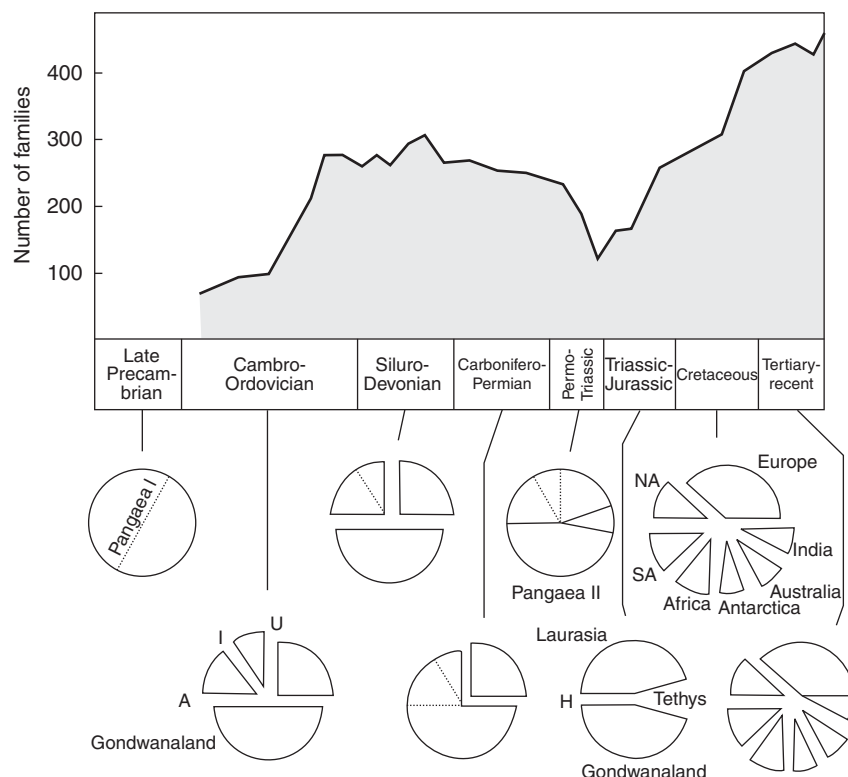 Number of families
400
300
200
100
Late
Precam-
brian
Cambro-
Ordovician
Siluro-
Devonian
Carbonifero-
Permian
Permo-
Triassic
Triassic-
Jurassic
Cretaceous
Tertiary-
recent
Pangaea I
Pangaea II
NA
Europe
India
SA
Africa
Antarctica
Australia
I
U
A
Gondwanaland
Laurasia
H
Tethys
Gondwanaland